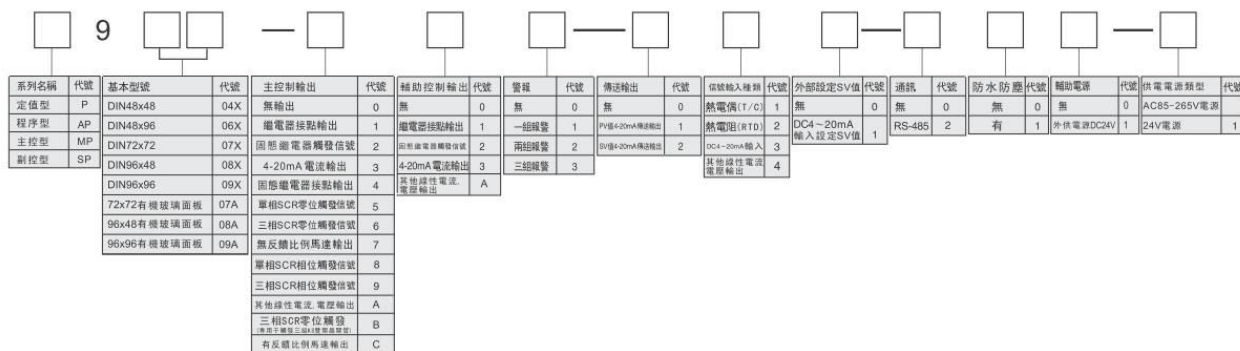 9
系列名稱 代號
定值型 P
程序型 AP
主控型 MP
副控型 SP
基本型號 代號
DIN48x48 04X
DIN48x96 06X
DIN72x72 07X
DIN96x48 08X
DIN96x96 09X
72x72有機玻璃面板 07A
96x48有機玻璃面板 08A
96x96有機玻璃面板 09A
主控制輸出 代號
無輸出 0
繼電器接點輸出 1
固態繼電器觸發信號 2
4-20mA電流輸出 3
固態繼電器接點輸出 4
單相SCR零位觸發信號 5
三相SCR零位觸發信號 6
無反饋比例馬達輸出 7
單相SCR相位觸發信號 8
三相SCR相位觸發信號 9
其他線性電流,電壓輸出 A
三相SCR零位觸發 B
有反饋比例馬達輸出 C
輔助控制輸出 代號
無 0
繼電器接點輸出 1
固態繼電器觸發信號 2
4-20mA電流輸出 3
其他線性電流,
電壓輸出 A
警報 代號
無 0
一組報警 1
兩組報警 2
三組報警 3
傳送輸出 代號
無 0
PV值4-20mA傳送輸出 1
SV值4-20mA傳送輸出 2
信號輸入種類 代號
熱電偶(T/C) 1
熱電阻(RTD) 2
DC4~20mA輸入 3
其他線性電流
電壓輸出 4
外部設定SV值 代號
無 0
DC4~20mA
輸入設定SV值 1
通訊 代號
無 0
RS-485 2
防水防塵 代號
無 0
有 1
輔助電源 代號
無 0
外供電源DC24V 1
供電電源類型 代號
AC85-265V電源
24V電源 1